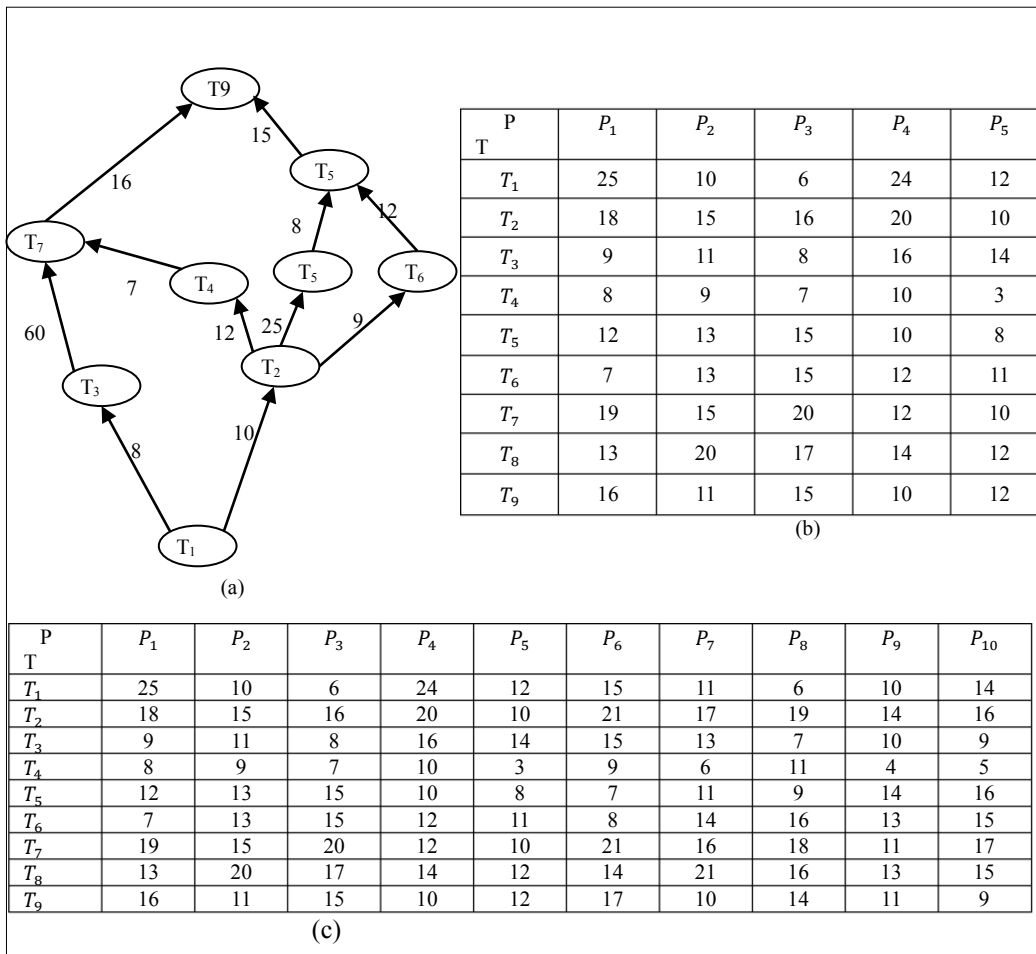 T9
15
T₅
16
12
8
T₇
T₅
T₆
T₄
7
12
25
9
60
T₂
T₃
10
8
T₁
(a)
P T P₁ P₂ P₃ P₄ P₅
T₁ 25 10 6 24 12
T₂ 18 15 16 20 10
T₃ 9 11 8 16 14
T₄ 8 9 7 10 3
T₅ 12 13 15 10 8
T₆ 7 13 15 12 11
T₇ 19 15 20 12 10
T₈ 13 20 17 14 12
T₉ 16 11 15 10 12
(b)
P T P₁ P₂ P₃ P₄ P₅ P₆ P₇ P₈ P₉ P₁₀
T₁ 25 10 6 24 12 15 11 6 10 14
T₂ 18 15 16 20 10 21 17 19 14 16
T₃ 9 11 8 16 14 15 13 7 10 9
T₄ 8 9 7 10 3 9 6 11 4 5
T₅ 12 13 15 10 8 7 11 9 14 16
T₆ 7 13 15 12 11 8 14 16 13 15
T₇ 19 15 20 12 10 21 16 18 11 17
T₈ 13 20 17 14 12 14 21 16 13 15
T₉ 16 11 15 10 12 17 10 14 11 9
(c)